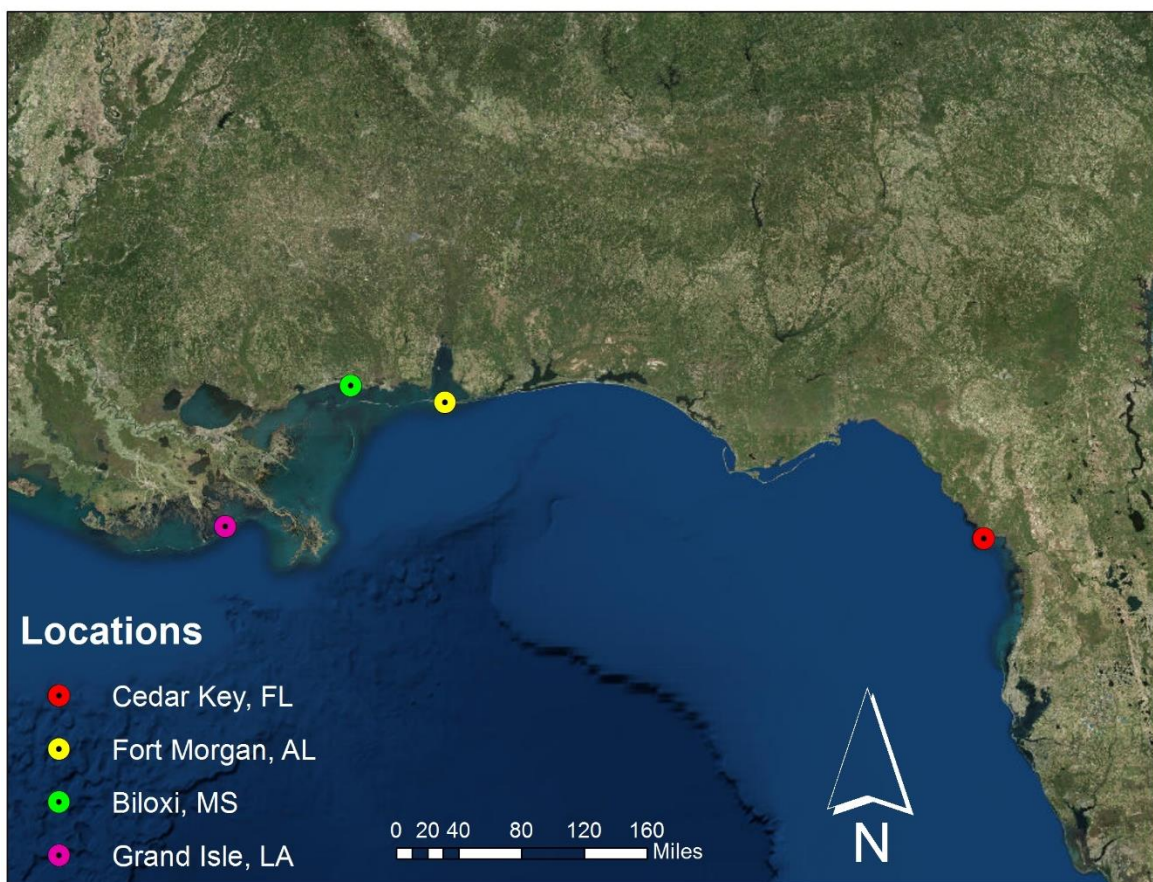 Locations
Cedar Key, FL
Fort Morgan, AL
Biloxi, MS
Grand Isle, LA
0 20 40 80 120 160
Miles
N